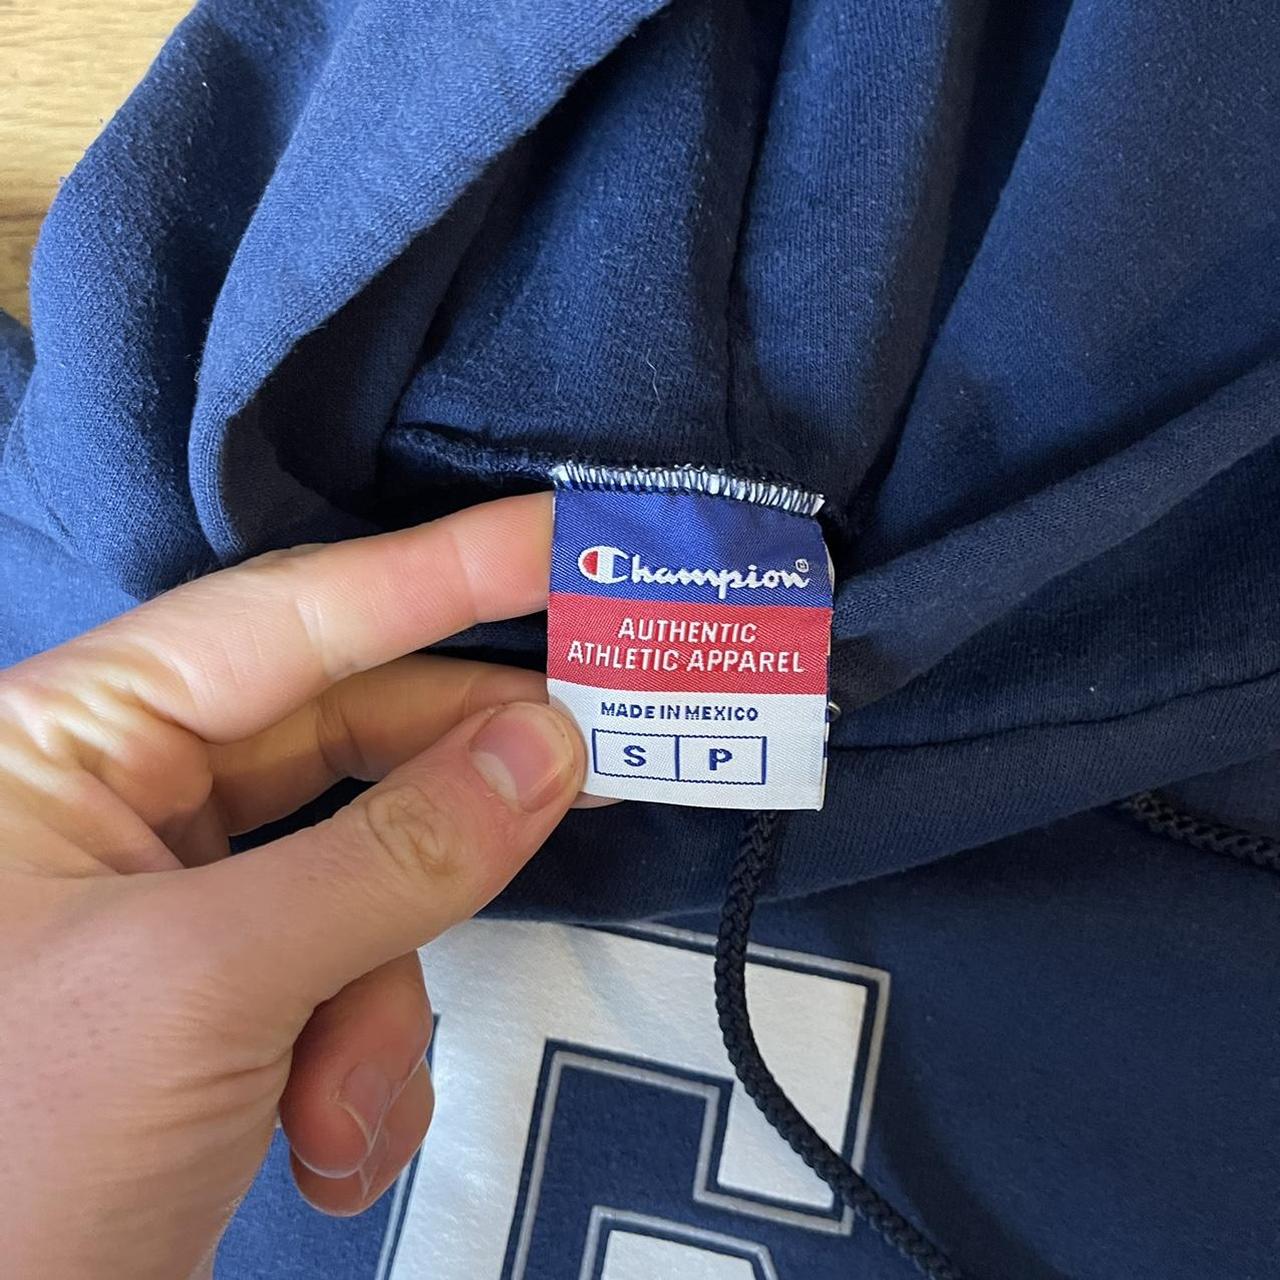 Champion®
AUTHENTIC
ATHLETIC APPAREL
MADE IN MEXICO
S P
G